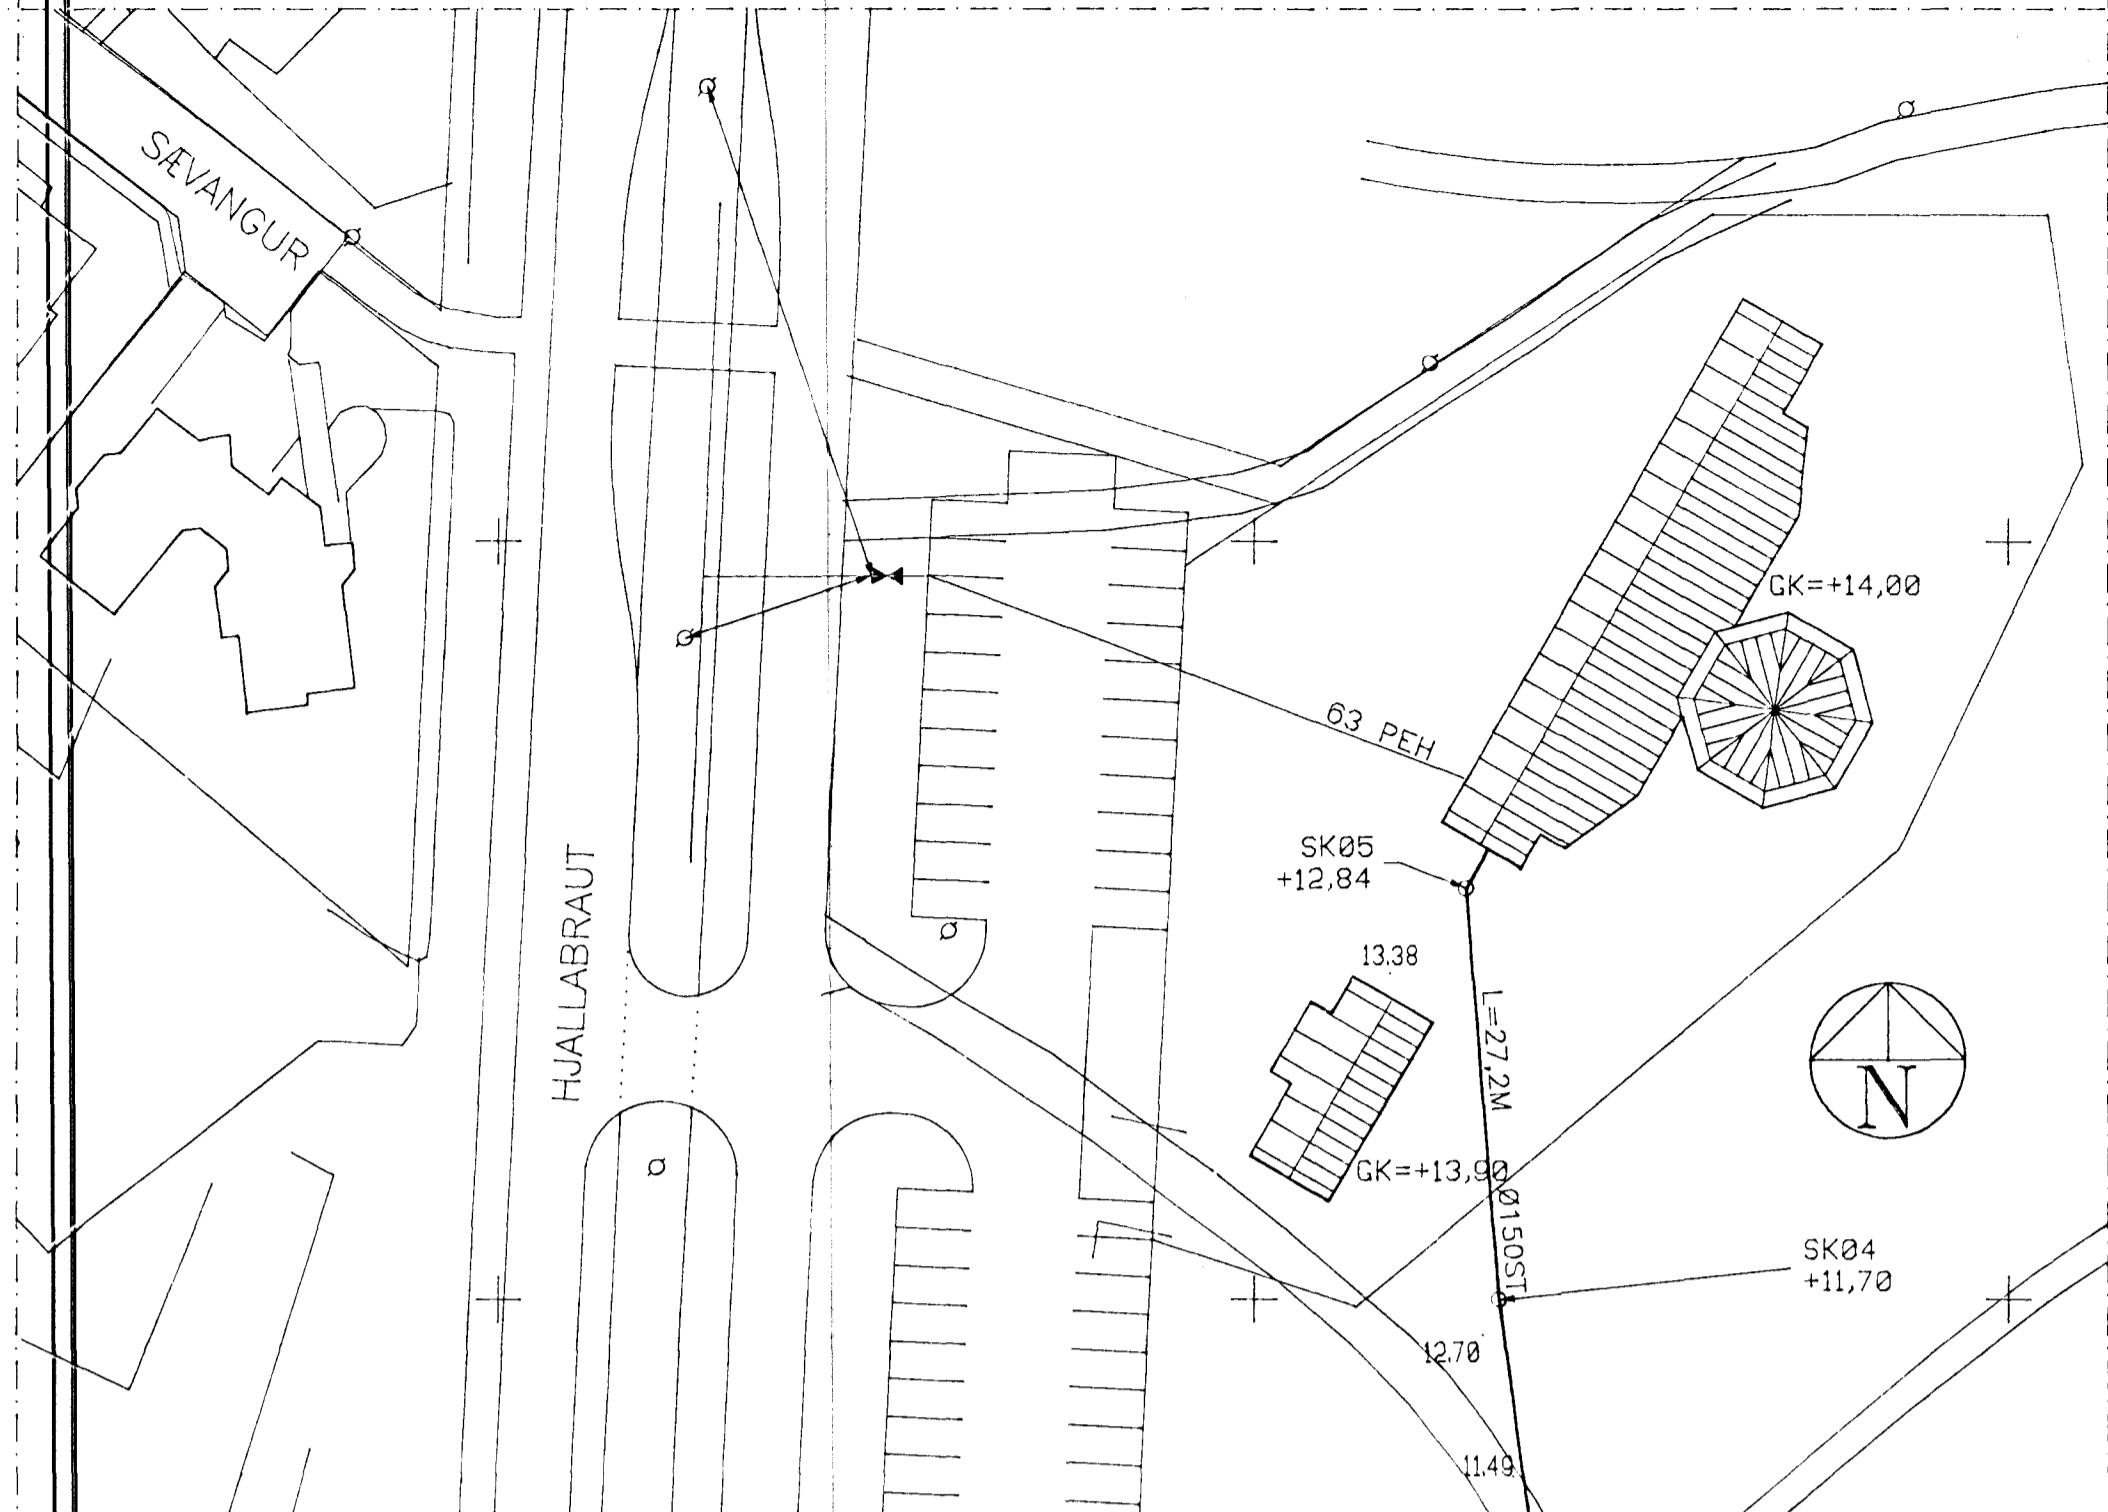 SÆVANGUR
GK=+14,00
63 PEH
SK05
+12,84
HJALLABRAUT
13.38
L=27,2M
N
GK=+13,90
Ø150ST
SK04
+11,70
12.70
11.49